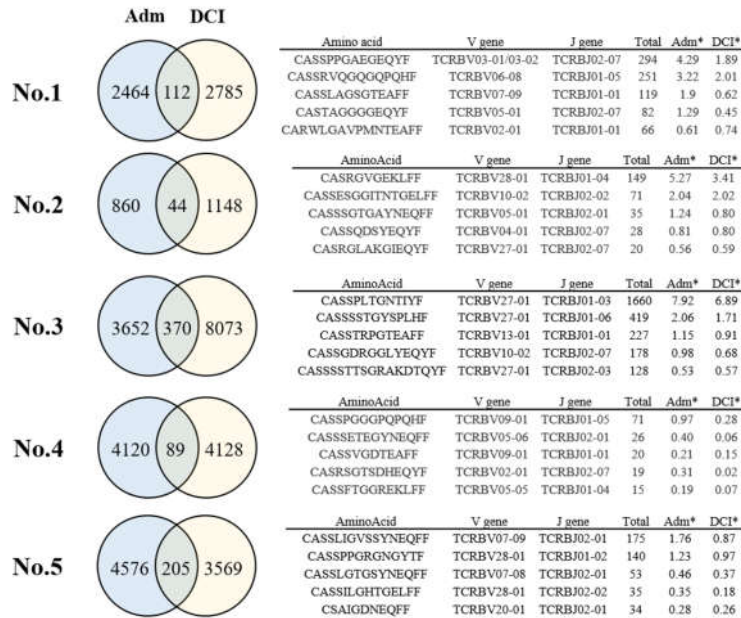 Adm DCI
No.1
2464 112 2785
Amino acid V gene J gene Total Adm* DCI*
CASSPPGAEGEQYF TCRBV03-01/03-02 TCRBJ02-07 294 4.29 1.89
CASSRVQGQGQPQHF TCRBV06-08 TCRBJ01-05 251 3.22 2.01
CASSLAGSGTEAFF TCRBV07-09 TCRBJ01-01 119 1.9 0.62
CASTAGGGGEQYF TCRBV05-01 TCRBJ02-07 82 1.29 0.45
CARWLGAVPMNTEAFF TCRBV02-01 TCRBJ01-01 66 0.61 0.74
No.2
860 44 1148
AminoAcid V gene J gene Total Adm* DCI*
CASRGVGEKLFF TCRBV28-01 TCRBJ01-04 149 5.27 3.41
CASSESGGITNTGELFF TCRBV10-02 TCRBJ02-02 71 2.04 2.02
CASSSGTGAYNEQFF TCRBV05-01 TCRBJ02-01 35 1.24 0.80
CASSQDSYEQYF TCRBV04-01 TCRBJ02-07 28 0.81 0.80
CASRGLAKGIEQYF TCRBV27-01 TCRBJ02-07 20 0.56 0.59
No.3
3652 370 8073
AminoAcid V gene J gene Total Adm* DCI*
CASSPLTGNTIYF TCRBV27-01 TCRBJ01-03 1660 7.92 6.89
CASSSSTGYSPLHF TCRBV27-01 TCRBJ01-06 419 2.06 1.71
CASSTRPGTEAFF TCRBV13-01 TCRBJ01-01 227 1.15 0.91
CASSGDRGGLYEQYF TCRBV10-02 TCRBJ02-07 178 0.98 0.68
CASSSSTTSGRAKDTQYF TCRBV27-01 TCRBJ02-03 128 0.53 0.57
No.4
4120 89 4128
AminoAcid V gene J gene Total Adm* DCI*
CASSPGGGPQPQHF TCRBV09-01 TCRBJ01-05 71 0.97 0.28
CASSSETEGYNEQFF TCRBV05-06 TCRBJ02-01 26 0.40 0.06
CASSVGDTEAFF TCRBV09-01 TCRBJ01-01 20 0.21 0.15
CASRSGTSDHEQYF TCRBV02-01 TCRBJ02-07 19 0.31 0.02
CASSFTGGREKLFF TCRBV05-05 TCRBJ01-04 15 0.19 0.07
No.5
4576 205 3569
AminoAcid V gene J gene Total Adm* DCI*
CASSLIGVSSYNEQFF TCRBV07-09 TCRBJ02-01 175 1.76 0.87
CASSPPGRGNGYTF TCRBV28-01 TCRBJ01-02 140 1.23 0.97
CASSLGTGSYNEQFF TCRBV07-08 TCRBJ02-01 53 0.46 0.37
CASSILGHTGELFF TCRBV28-01 TCRBJ02-02 35 0.35 0.18
CSAIGDNEQFF TCRBV20-01 TCRBJ02-01 34 0.28 0.26